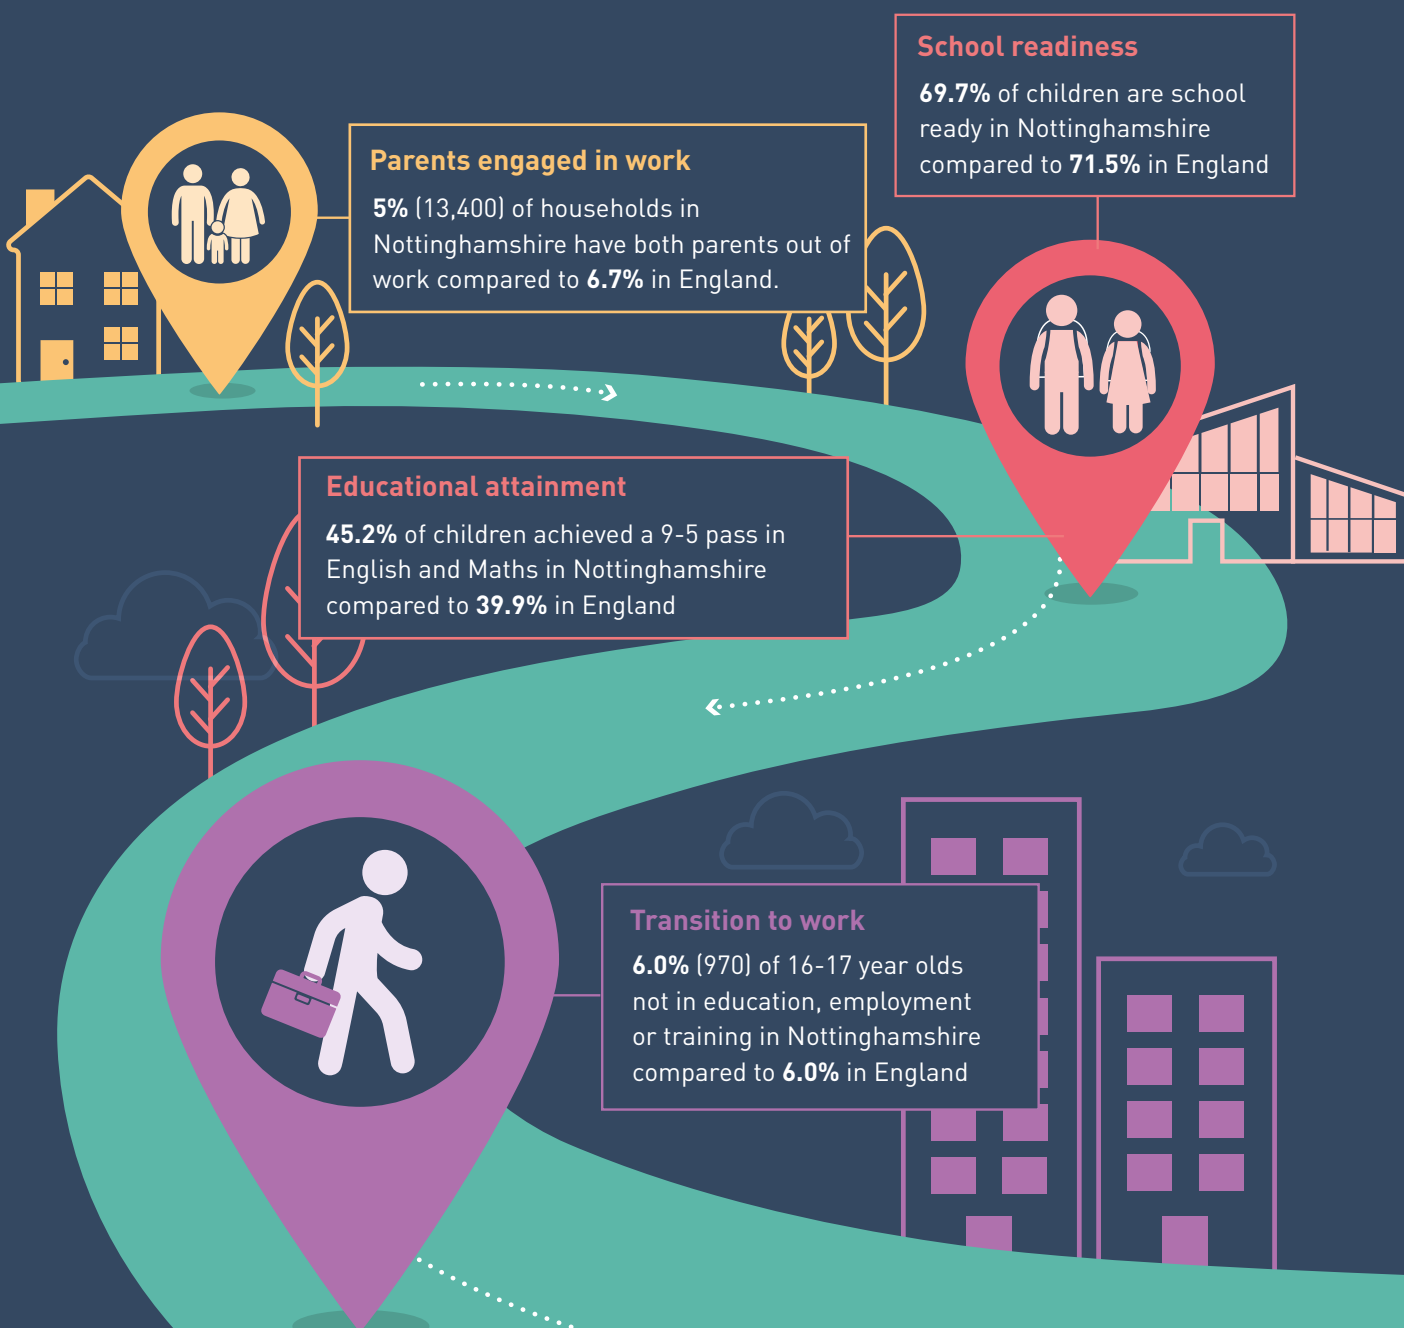 School readiness
69.7% of children are school
ready in Nottinghamshire
compared to 71.5% in England
Parents engaged in work
5% (13,400) of households in
Nottinghamshire have both parents out of
work compared to 6.7% in England.
Educational attainment
45.2% of children achieved a 9-5 pass in
English and Maths in Nottinghamshire
compared to 39.9% in England
Transition to work
6.0% (970) of 16-17 year olds
not in education, employment
or training in Nottinghamshire
compared to 6.0% in England